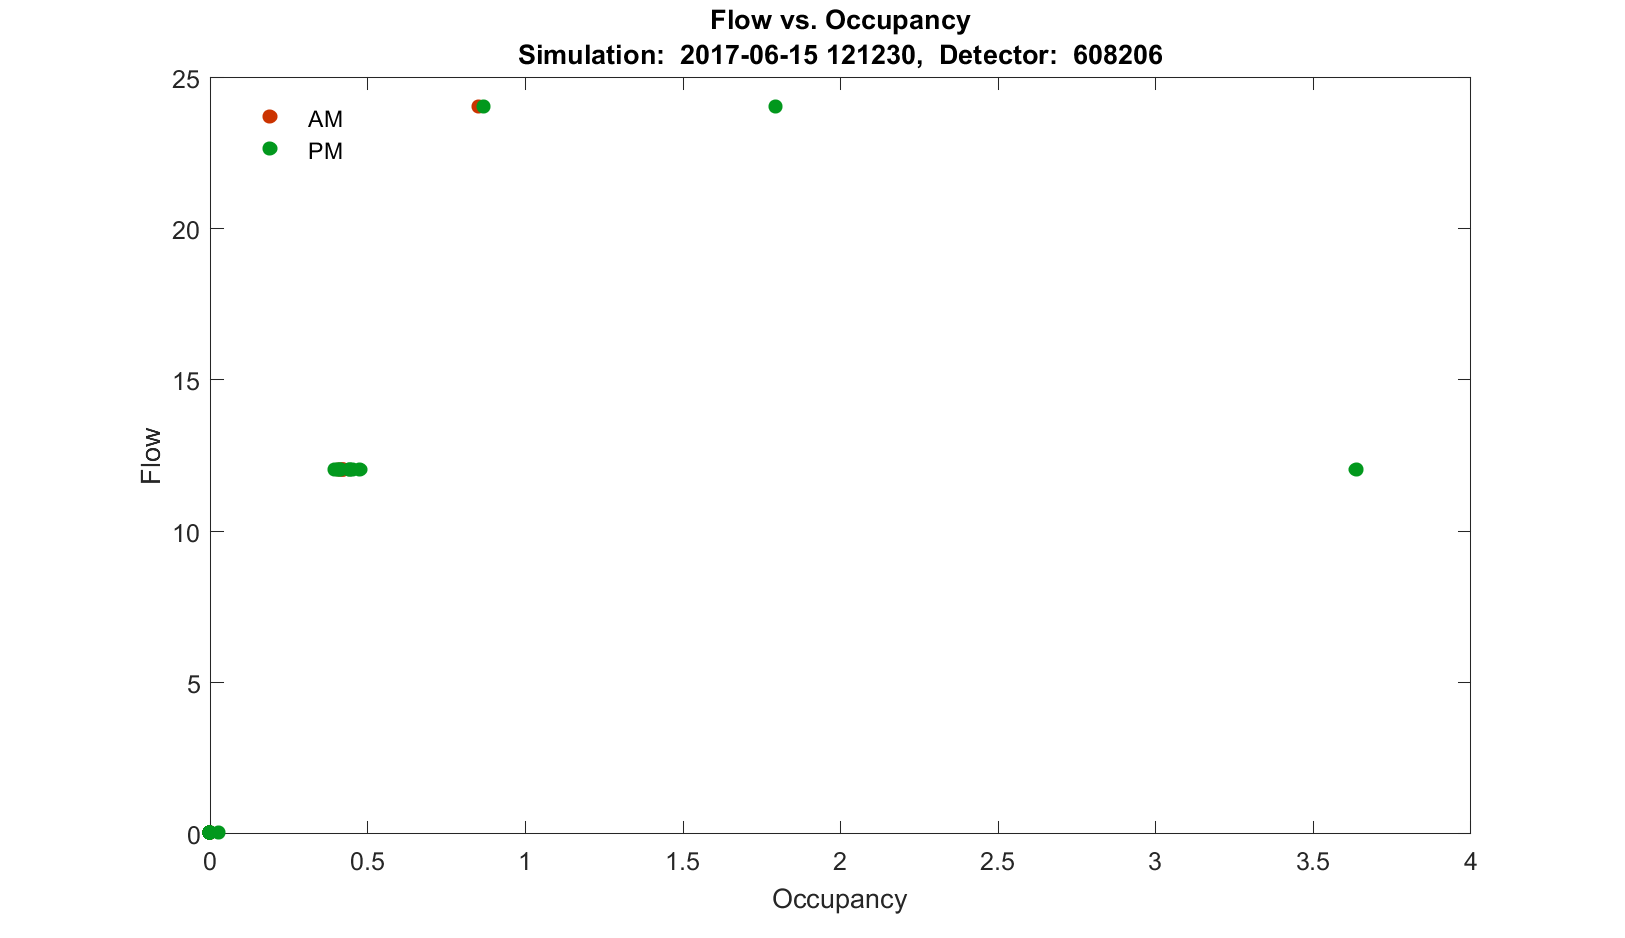 Flow vs. Occupancy
Simulation:  2017-06-15 121230,  Detector:  608206
AM
PM
25
20
15
10
5
0
Flow
0 0.5 1 1.5 2 2.5 3 3.5 4
Occupancy